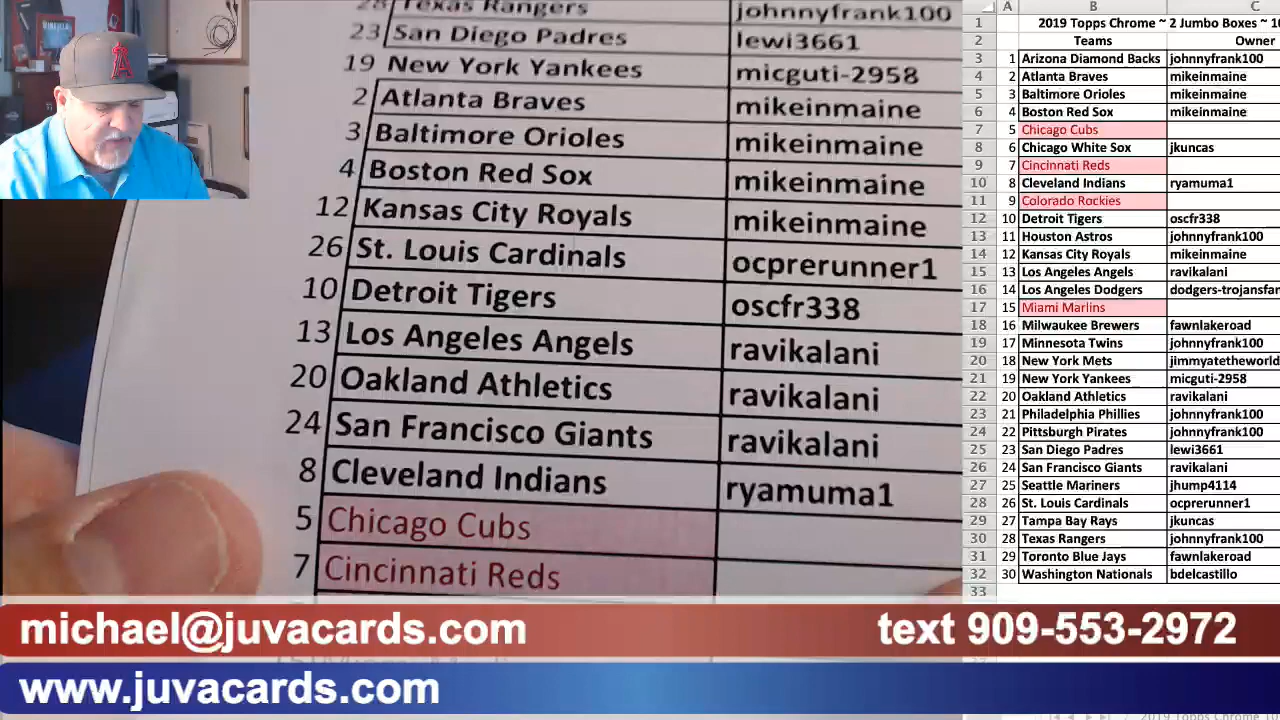 28 Texas Rangers johnnyfrank100
23 San Diego Padres lewi3661
19 New York Yankees micguti-2958
2 Atlanta Braves mikeinmaine
3 Baltimore Orioles mikeinmaine
4 Boston Red Sox mikeinmaine
12 Kansas City Royals mikeinmaine
26 St. Louis Cardinals ocprerunner1
10 Detroit Tigers oscfr338
13 Los Angeles Angels ravikalani
20 Oakland Athletics ravikalani
24 San Francisco Giants ravikalani
8 Cleveland Indians ryamuma1
5 Chicago Cubs
7 Cincinnati Reds
A B C
1 2019 Topps Chrome ~ 2 Jumbo Boxes ~ 1
2 Teams Owner
3 1 Arizona Diamond Backs johnnyfrank100
4 2 Atlanta Braves mikeinmaine
5 3 Baltimore Orioles mikeinmaine
6 4 Boston Red Sox mikeinmaine
7 5 Chicago Cubs
8 6 Chicago White Sox jkuncas
9 7 Cincinnati Reds
10 8 Cleveland Indians ryamuma1
11 9 Colorado Rockies
12 10 Detroit Tigers oscfr338
13 11 Houston Astros johnnyfrank100
14 12 Kansas City Royals mikeinmaine
15 13 Los Angeles Angels ravikalani
16 14 Los Angeles Dodgers dodgers-trojansfan
17 15 Miami Marlins
18 16 Milwaukee Brewers fawnlakeroad
19 17 Minnesota Twins johnnyfrank100
20 18 New York Mets jimmyatetheworld
21 19 New York Yankees micguti-2958
22 20 Oakland Athletics ravikalani
23 21 Philadelphia Phillies johnnyfrank100
24 22 Pittsburgh Pirates johnnyfrank100
25 23 San Diego Padres lewi3661
26 24 San Francisco Giants ravikalani
27 25 Seattle Mariners jhump4114
28 26 St. Louis Cardinals ocprerunner1
29 27 Tampa Bay Rays jkuncas
30 28 Texas Rangers johnnyfrank100
31 29 Toronto Blue Jays fawnlakeroad
32 30 Washington Nationals bdelcastillo
33
michael@juvacards.com text 909-553-2972
www.juvacards.com